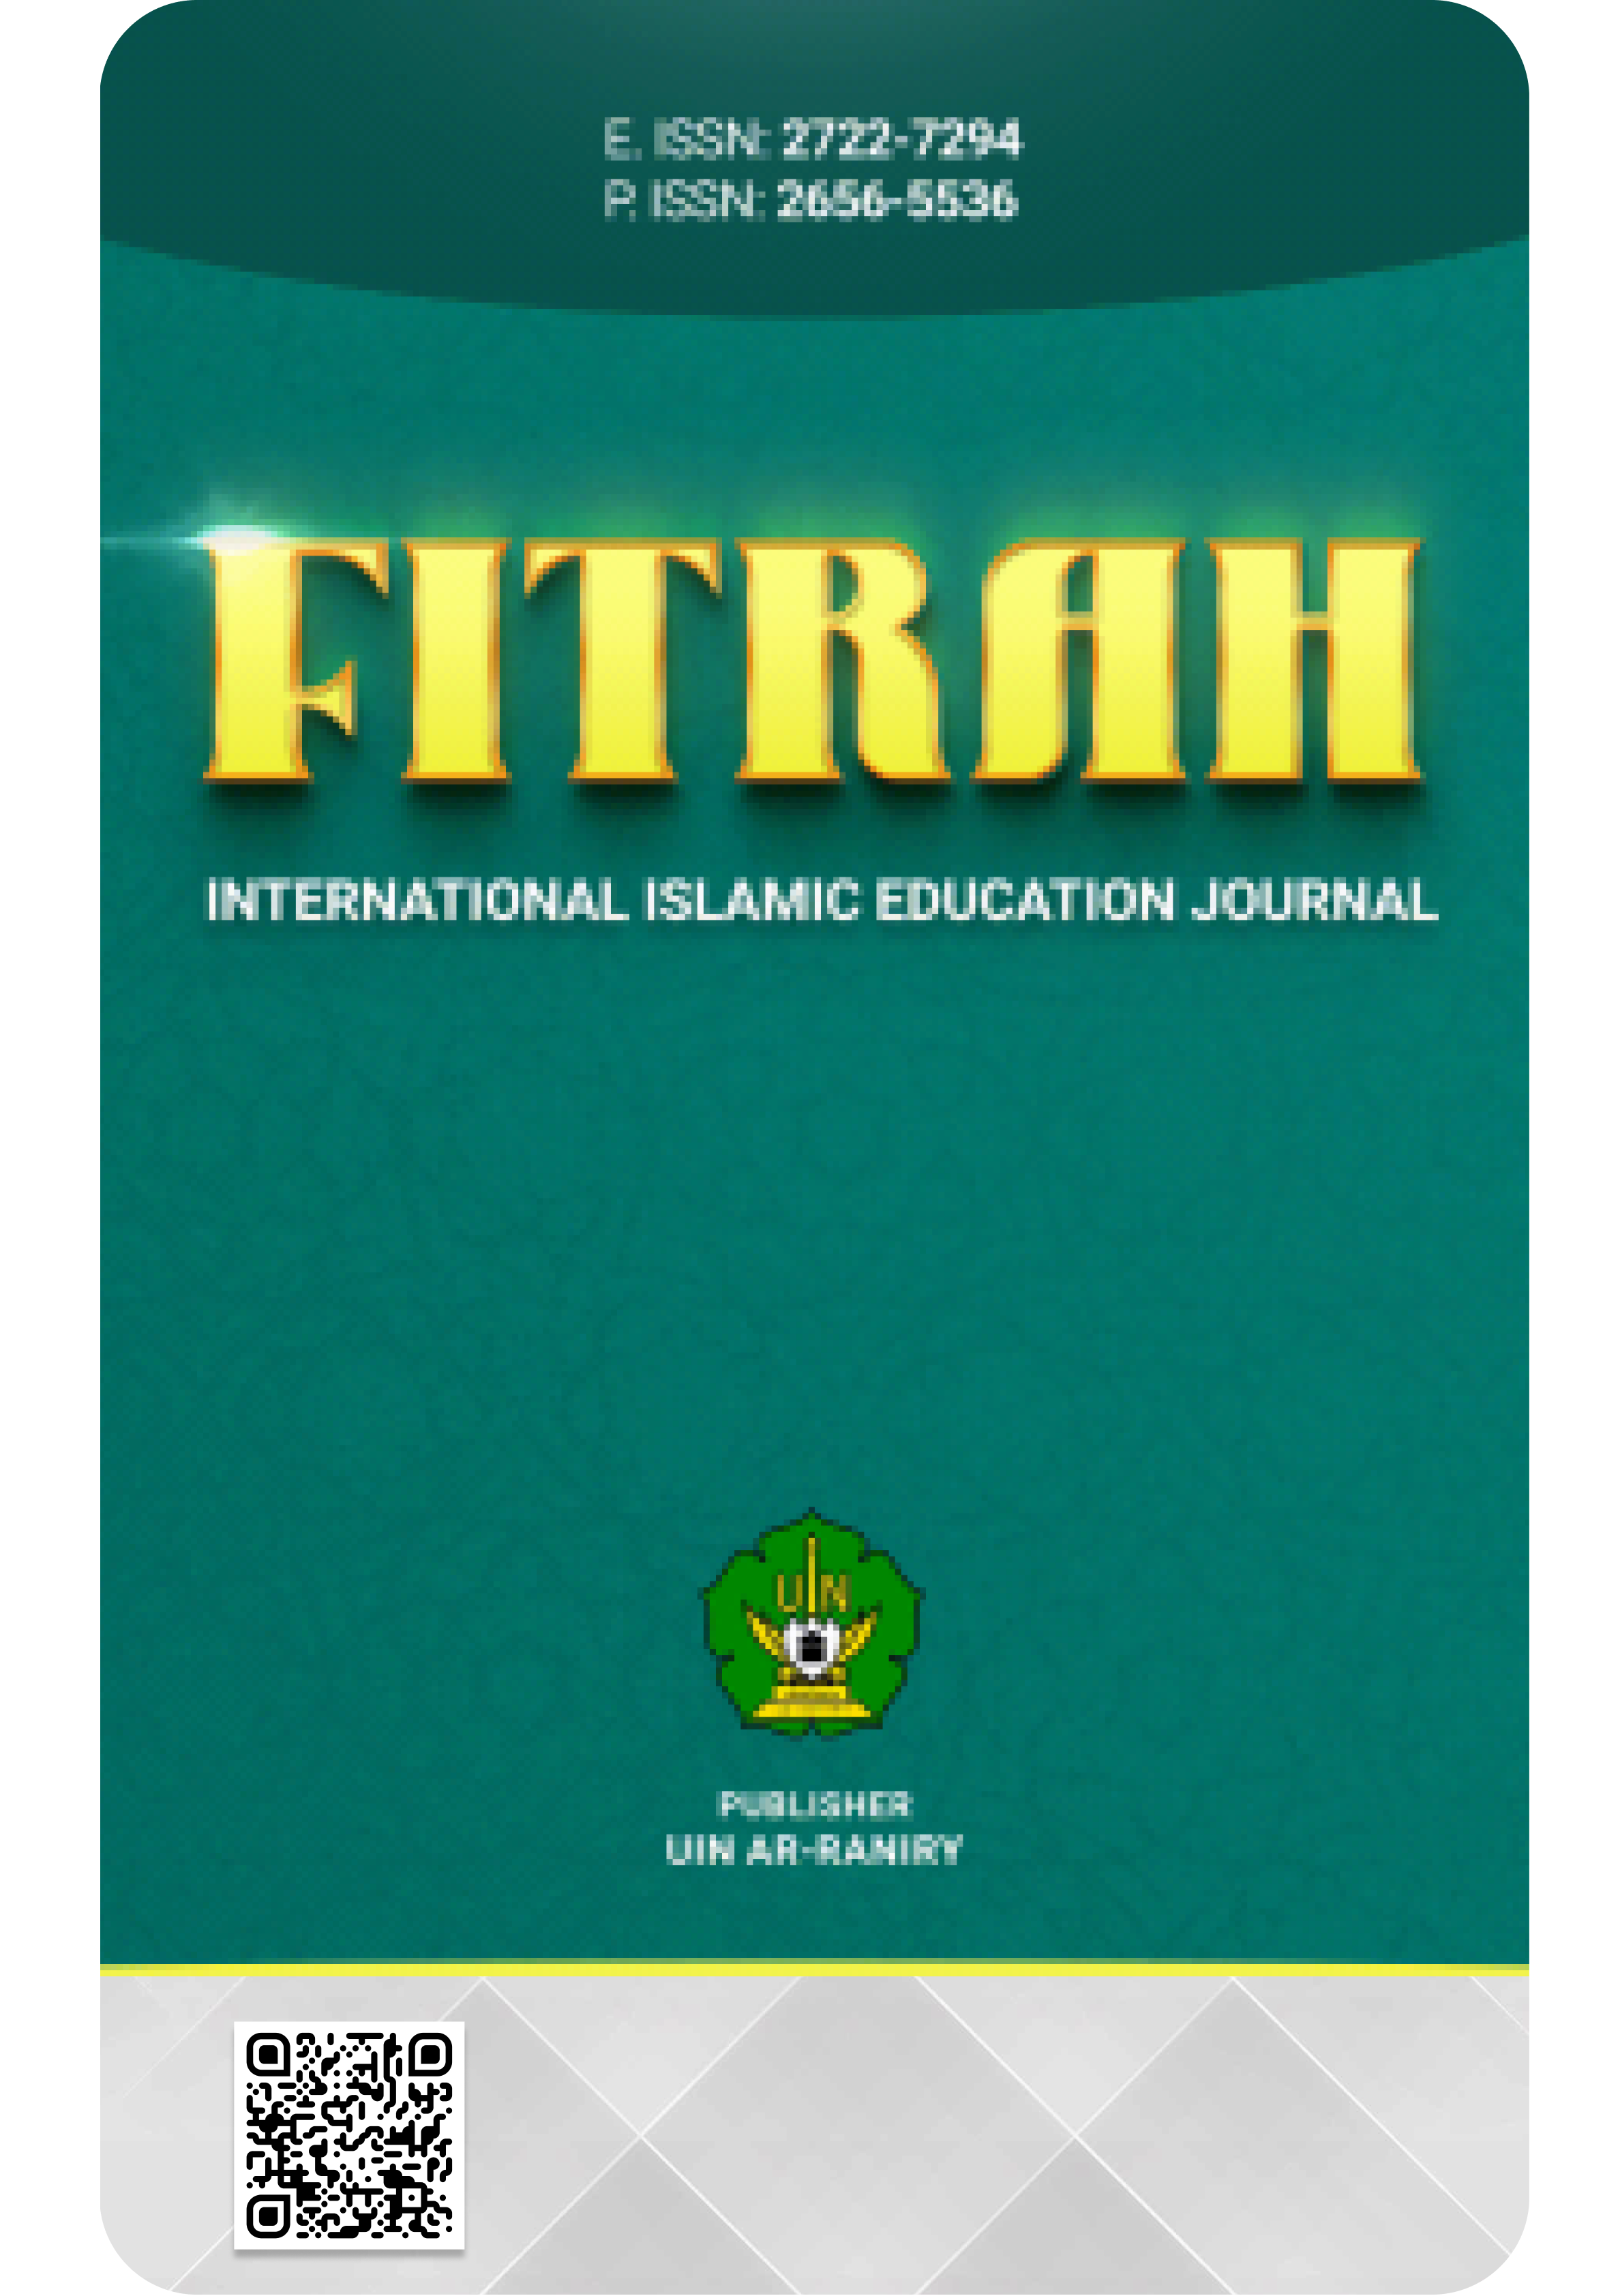 E. ISSN: 2722-7294
P. ISSN: 2656-5536
FITRAH
INTERNATIONAL ISLAMIC EDUCATION JOURNAL
UIN
PUBLISHER
UIN AR-RANIRY